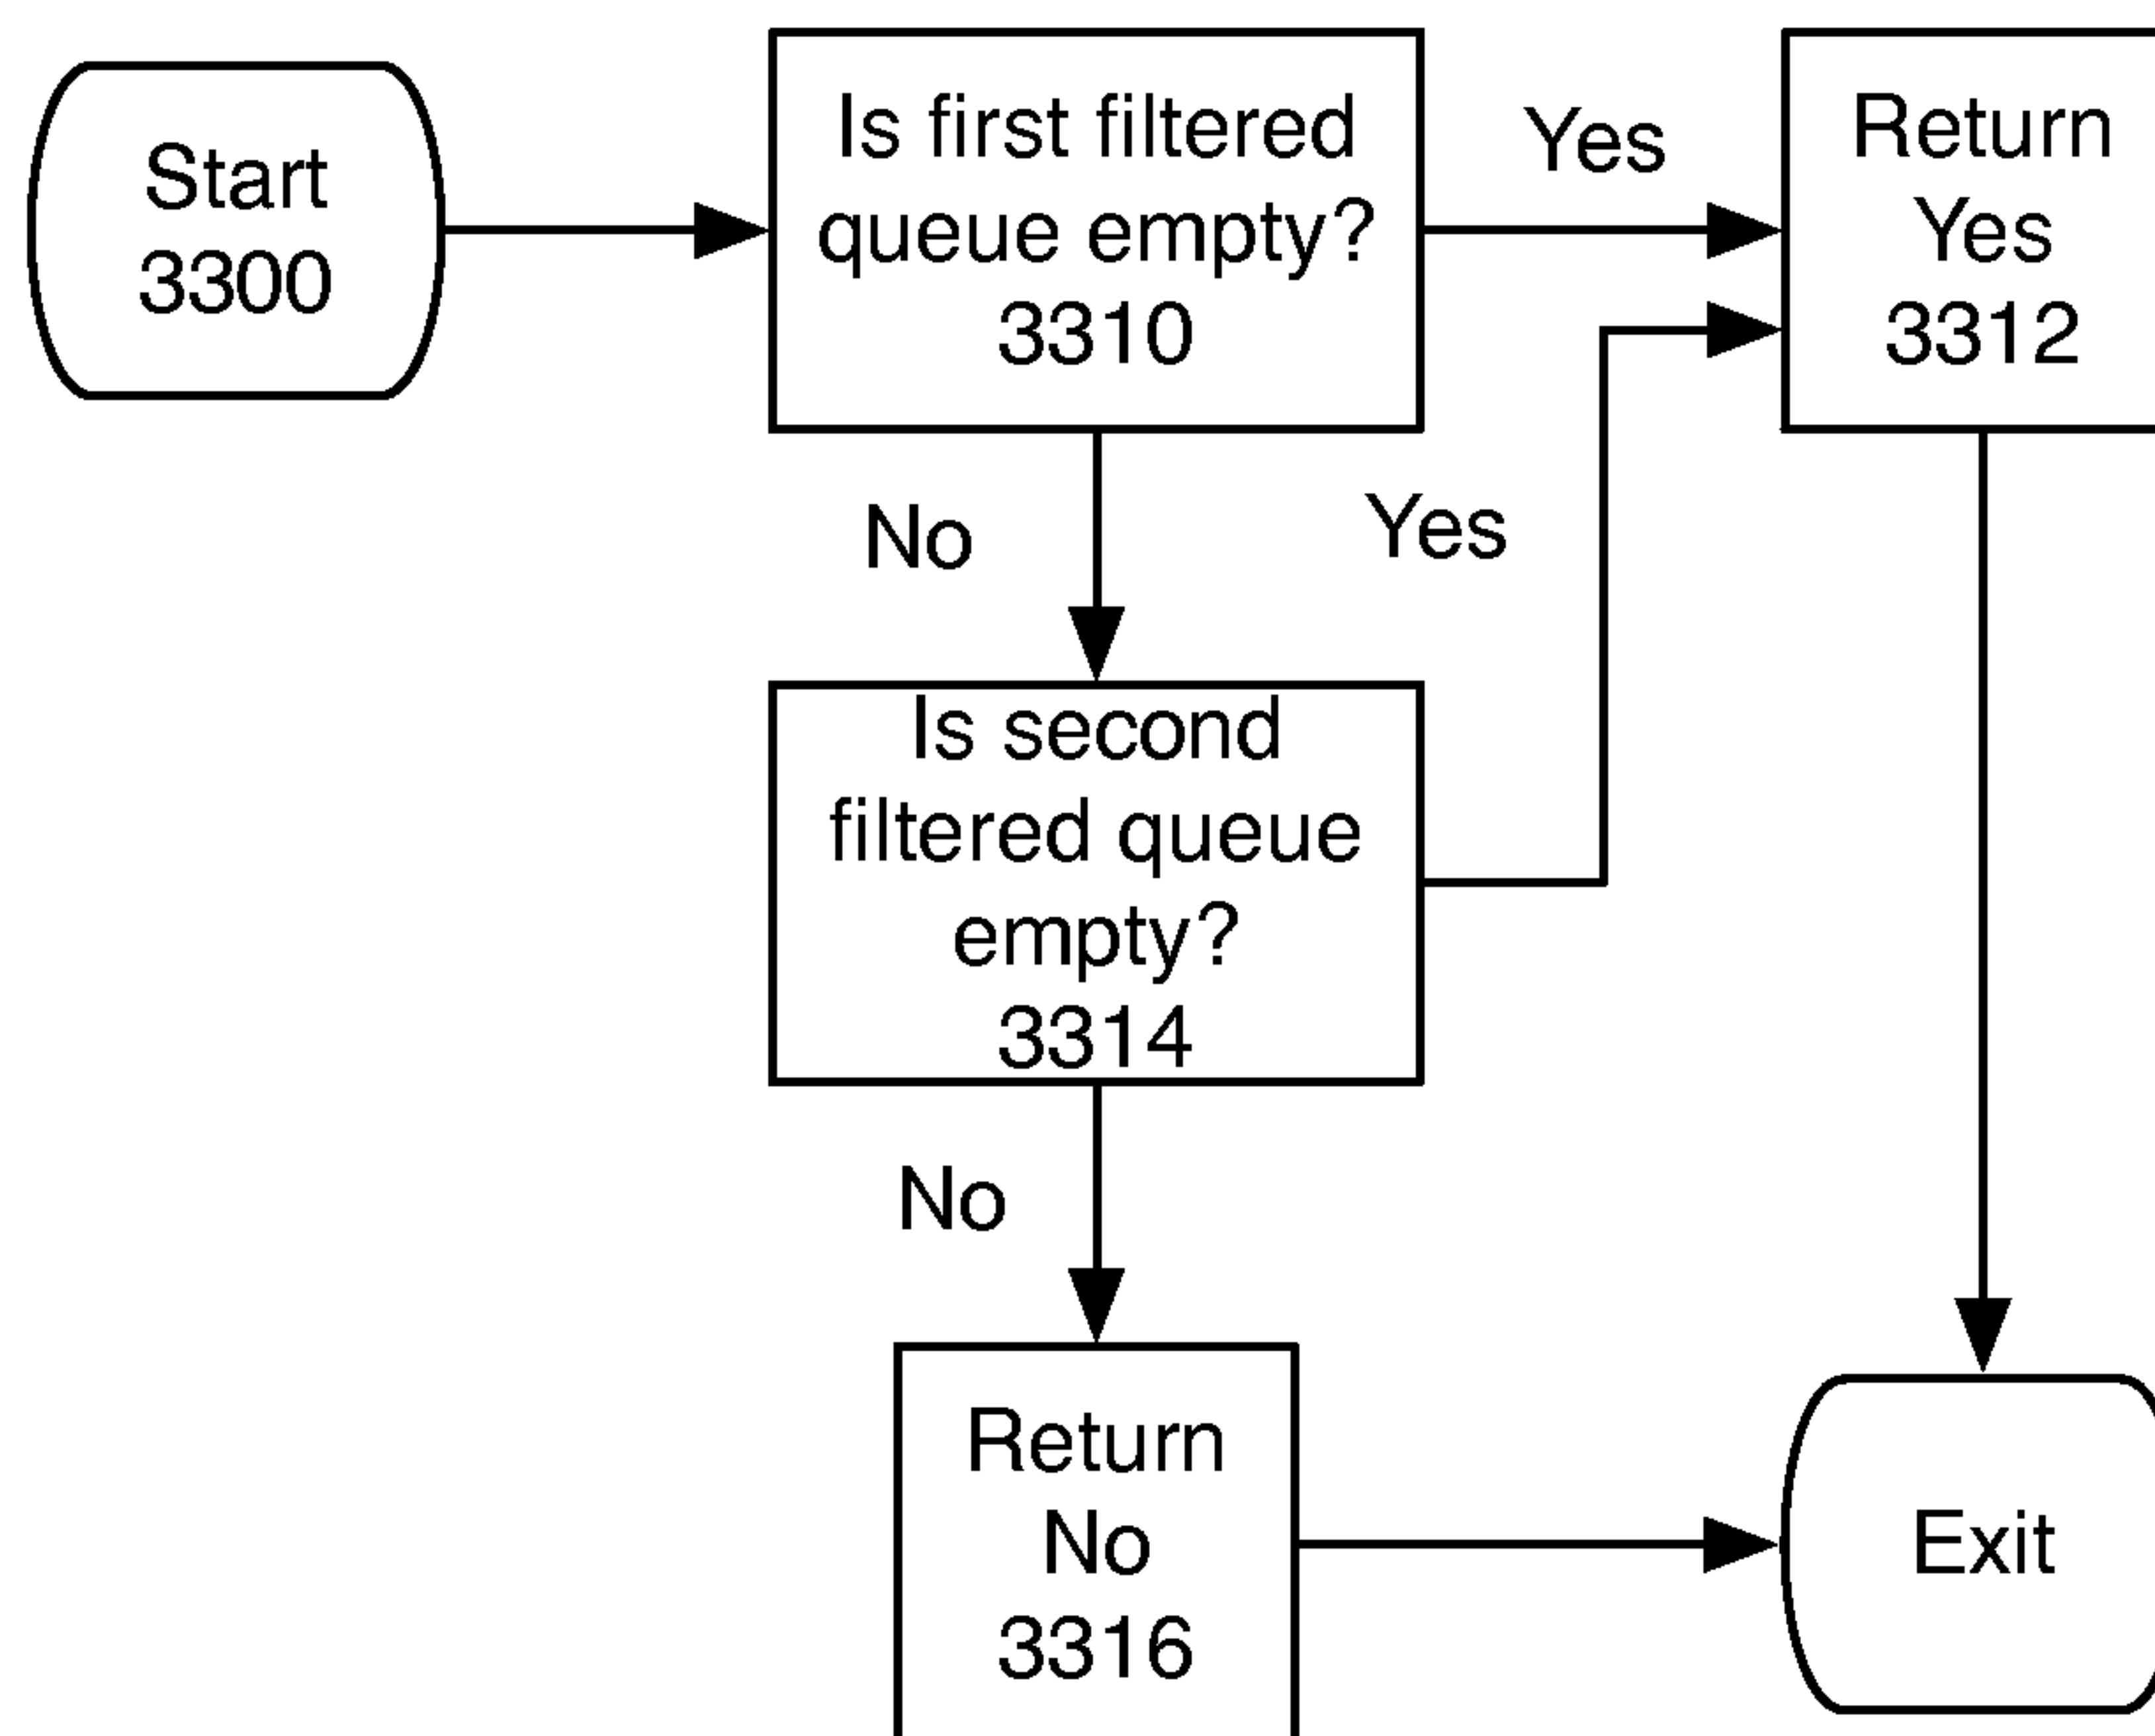 Start
3300
Is first filtered
queue empty?
3310
Yes
Return
Yes
3312
No
Yes
Is second
filtered queue
empty?
3314
No
Return
No
3316
Exit